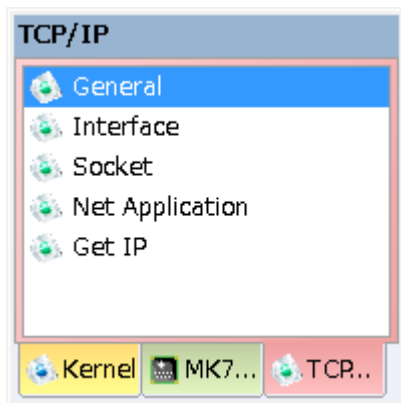 TCP/IP
General
Interface
Socket
Net Application
Get IP
Kernel MK7... TCP...